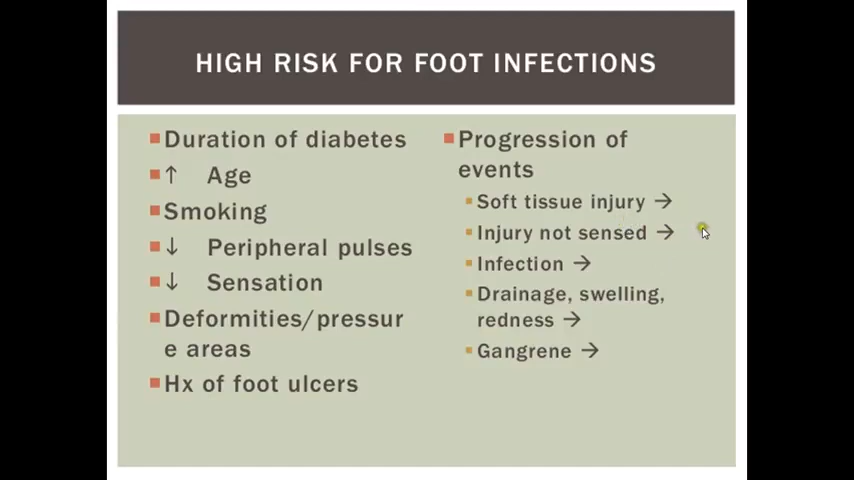 HIGH RISK FOR FOOT INFECTIONS
Duration of diabetes
↑ Age
Smoking
↓ Peripheral pulses
↓ Sensation
Deformities/pressur
e areas
Hx of foot ulcers
Progression of
events
Soft tissue injury →
Injury not sensed →
Infection →
Drainage, swelling,
redness →
Gangrene →